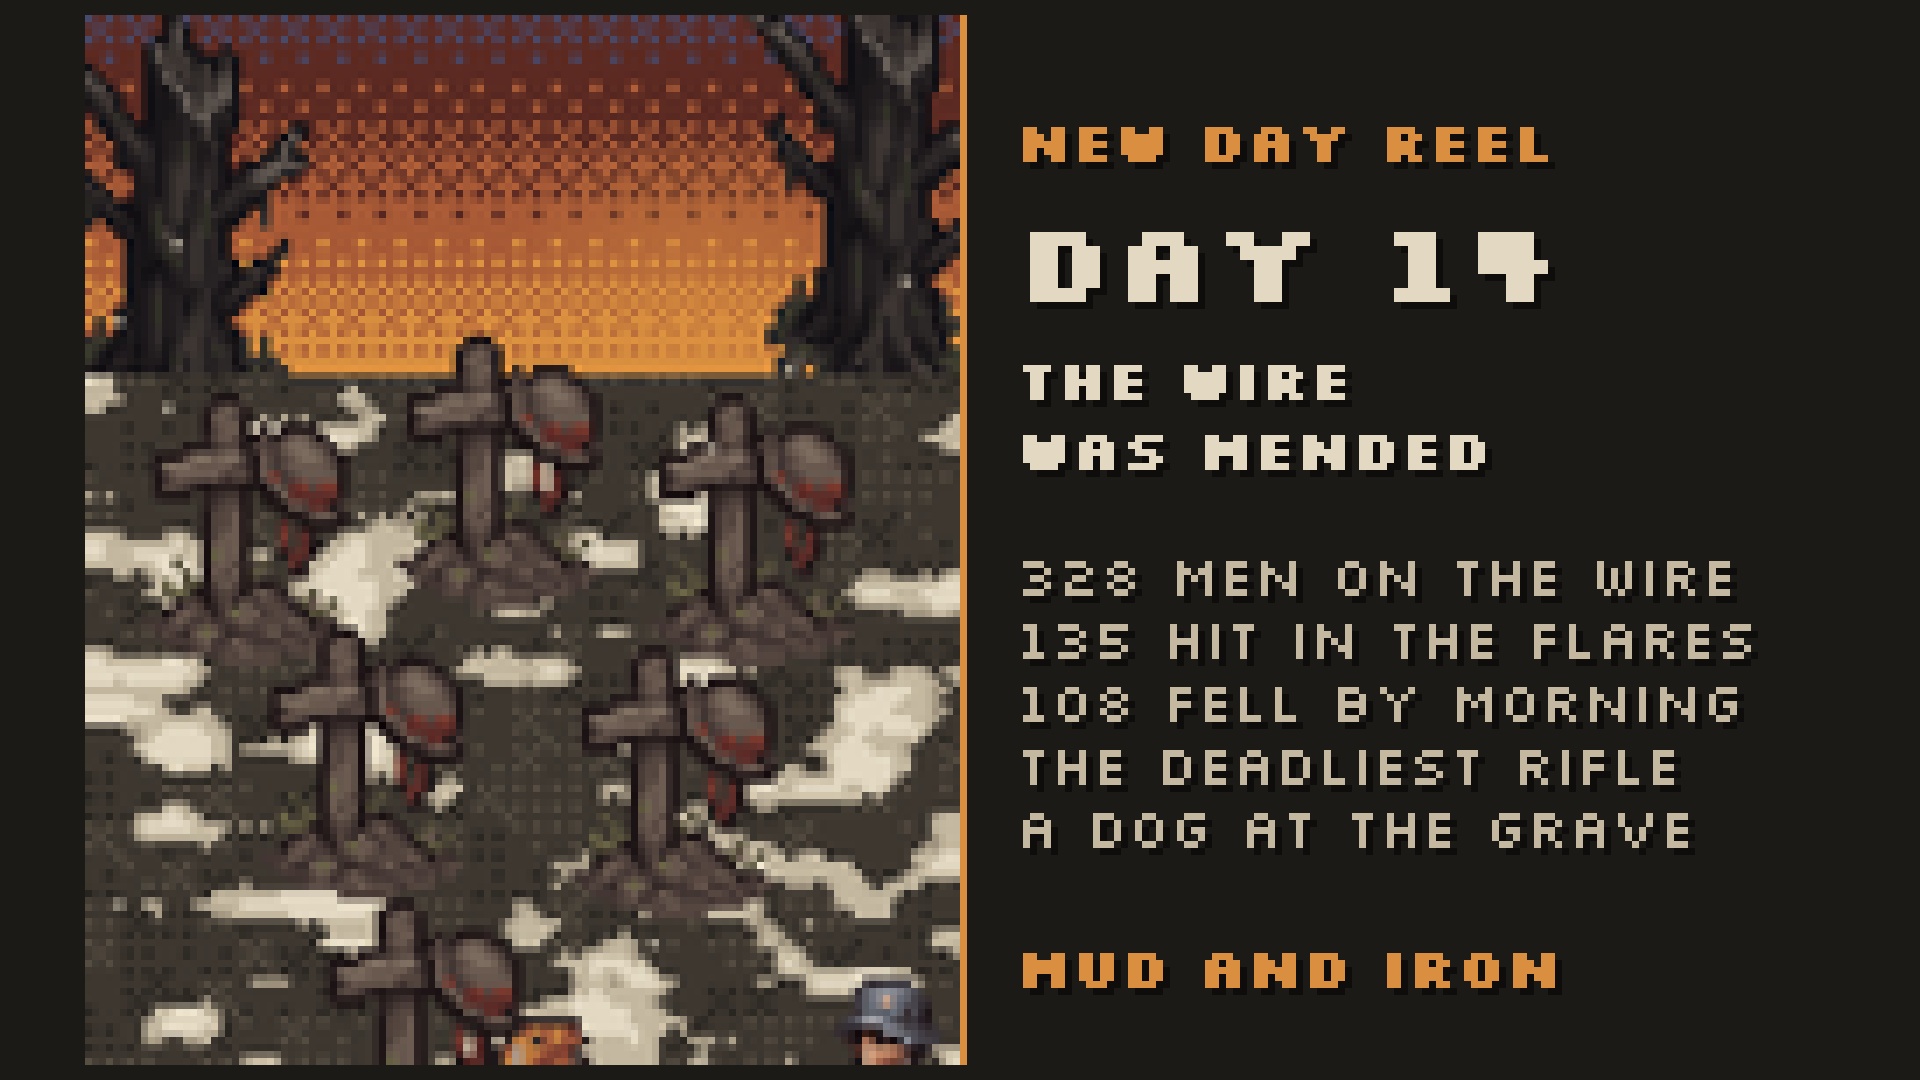 NEW DAY REEL
DAY 14
THE WIRE
WAS MENDED
328 MEN ON THE WIRE
135 HIT IN THE FLARES
108 FELL BY MORNING
THE DEADLIEST RIFLE
A DOG AT THE GRAVE
MUD AND IRON